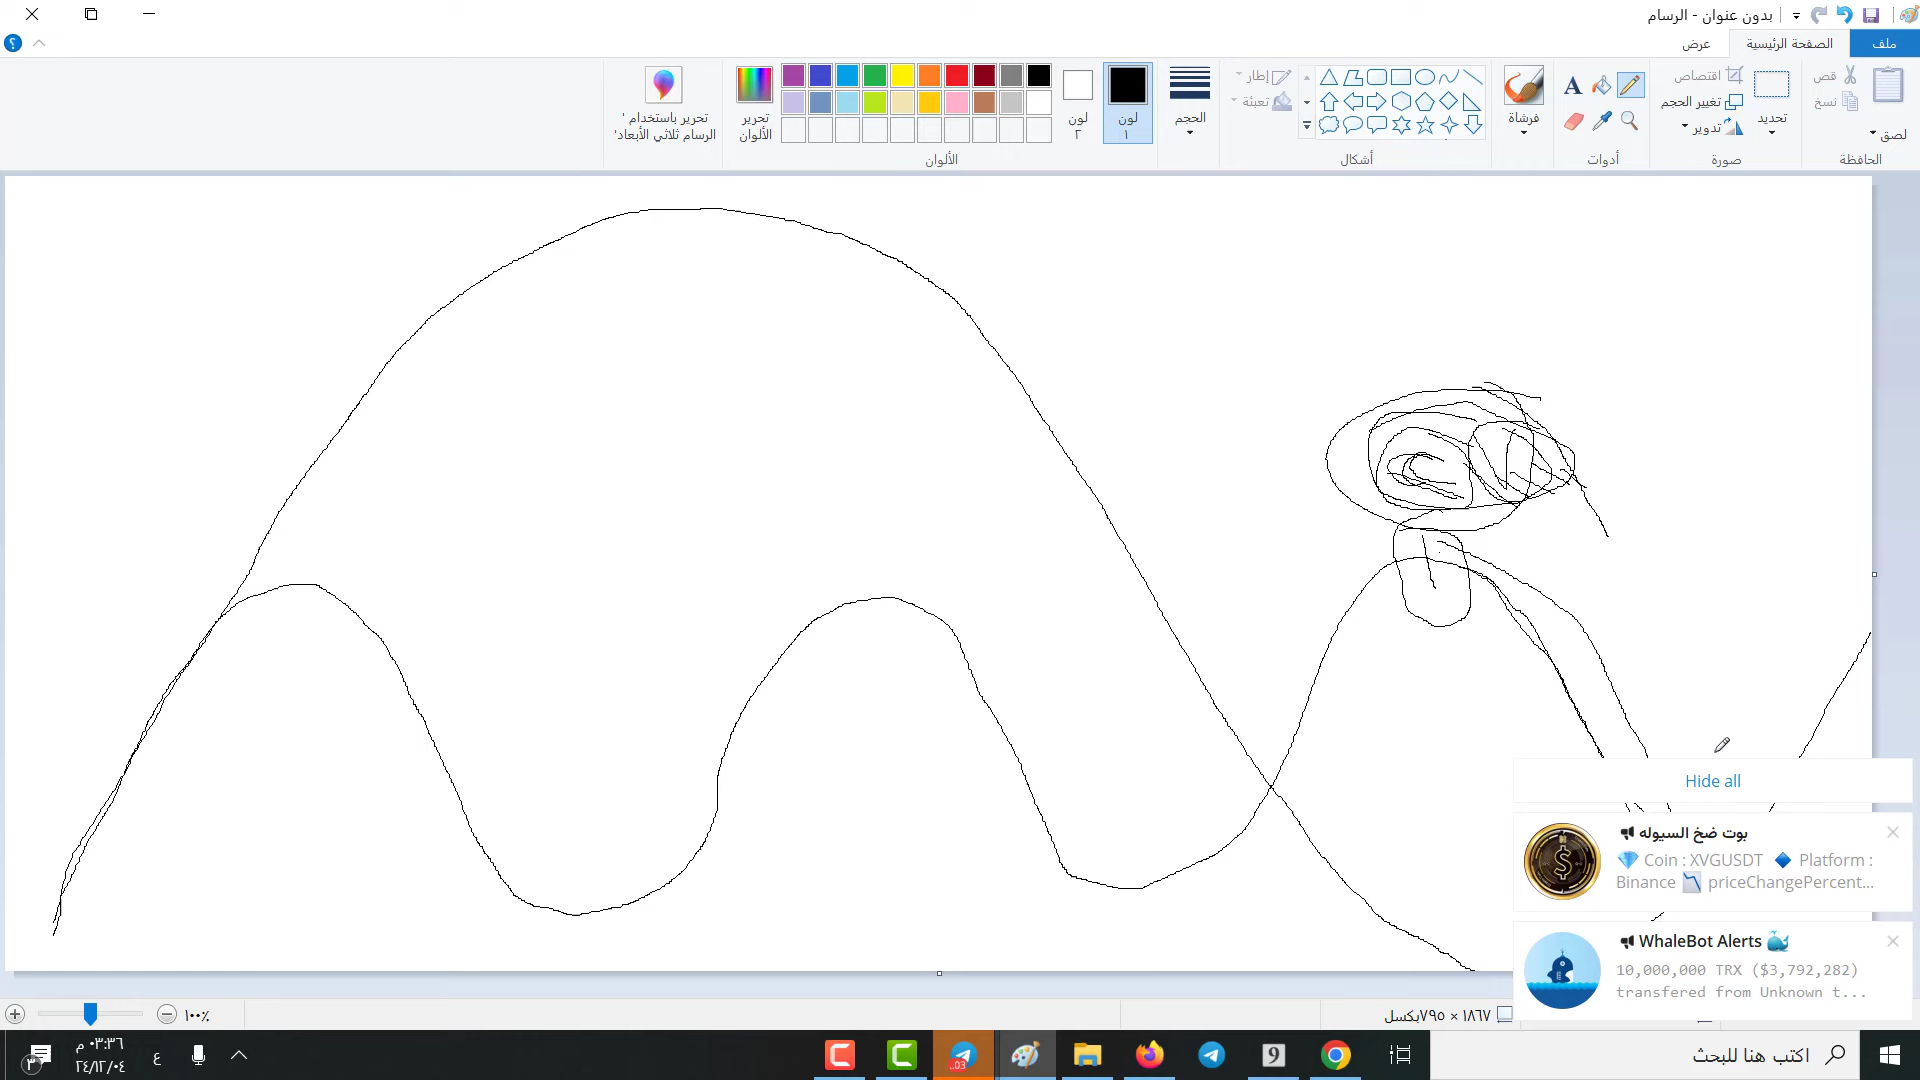 بدون عنوان - الرسام
ملف
الصفحة الرئيسية
عرض
قص
نسخ
لصق
الحافظة
تحديد
اقتصاص
تغيير الحجم
تدوير
صورة
A
أدوات
فرشاة
إطار
تعبئة
أشكال
الحجم
لون
١
لون
٢
تحرير
الألوان
الألوان
تحرير باستخدام '
الرسام ثلاثي الأبعاد'
Hide all
بوت ضخ السيوله
Coin : XVGUSDT Platform :
Binance priceChangePercent...
WhaleBot Alerts
10,000,000 TRX ($3,792,282)
transfered from Unknown t...
١٨٦٧ × ٧٩٥بكسل
١٠٠٪
اكتب هنا للبحث
9
..03
ع
٠٣:٣٦ م
٢٤/١٢/٠٤
٣